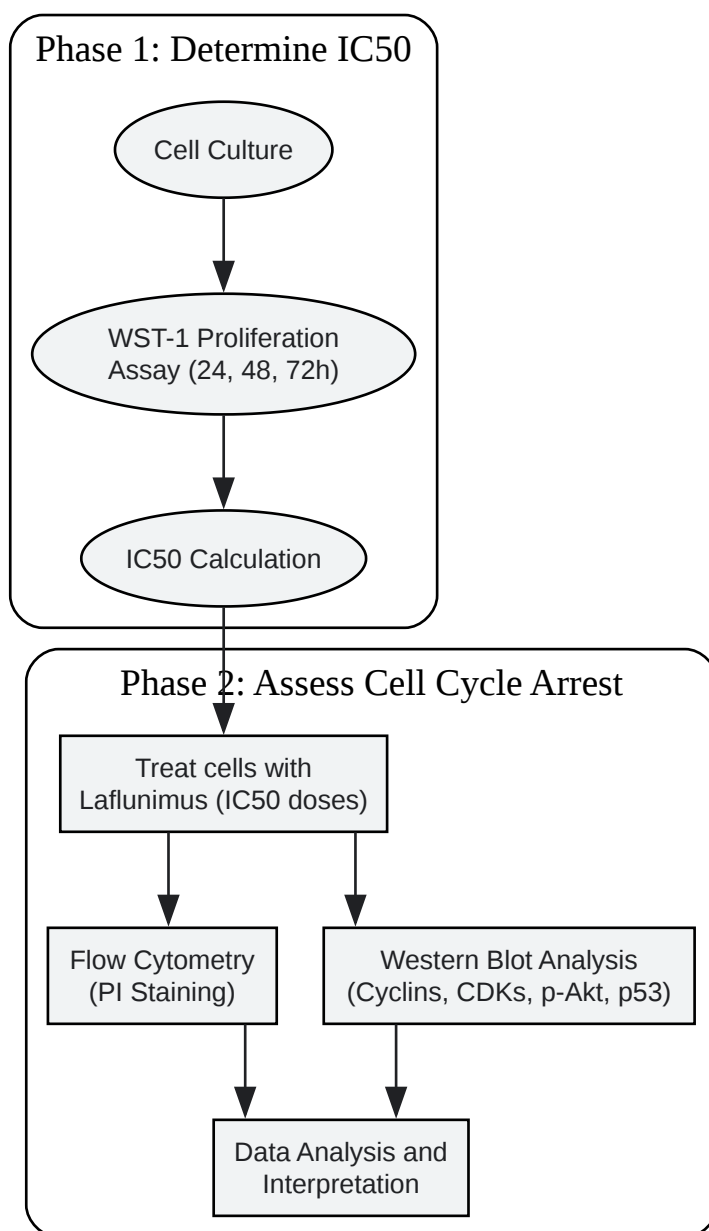 Phase 1: Determine IC50
Cell Culture
WST-1 Proliferation
Assay (24, 48, 72h)
IC50 Calculation
Phase 2: Assess Cell Cycle Arrest
Treat cells with
Laflunimus (IC50 doses)
Flow Cytometry
(PI Staining)
Western Blot Analysis
(Cyclins, CDKs, p-Akt, p53)
Data Analysis and
Interpretation